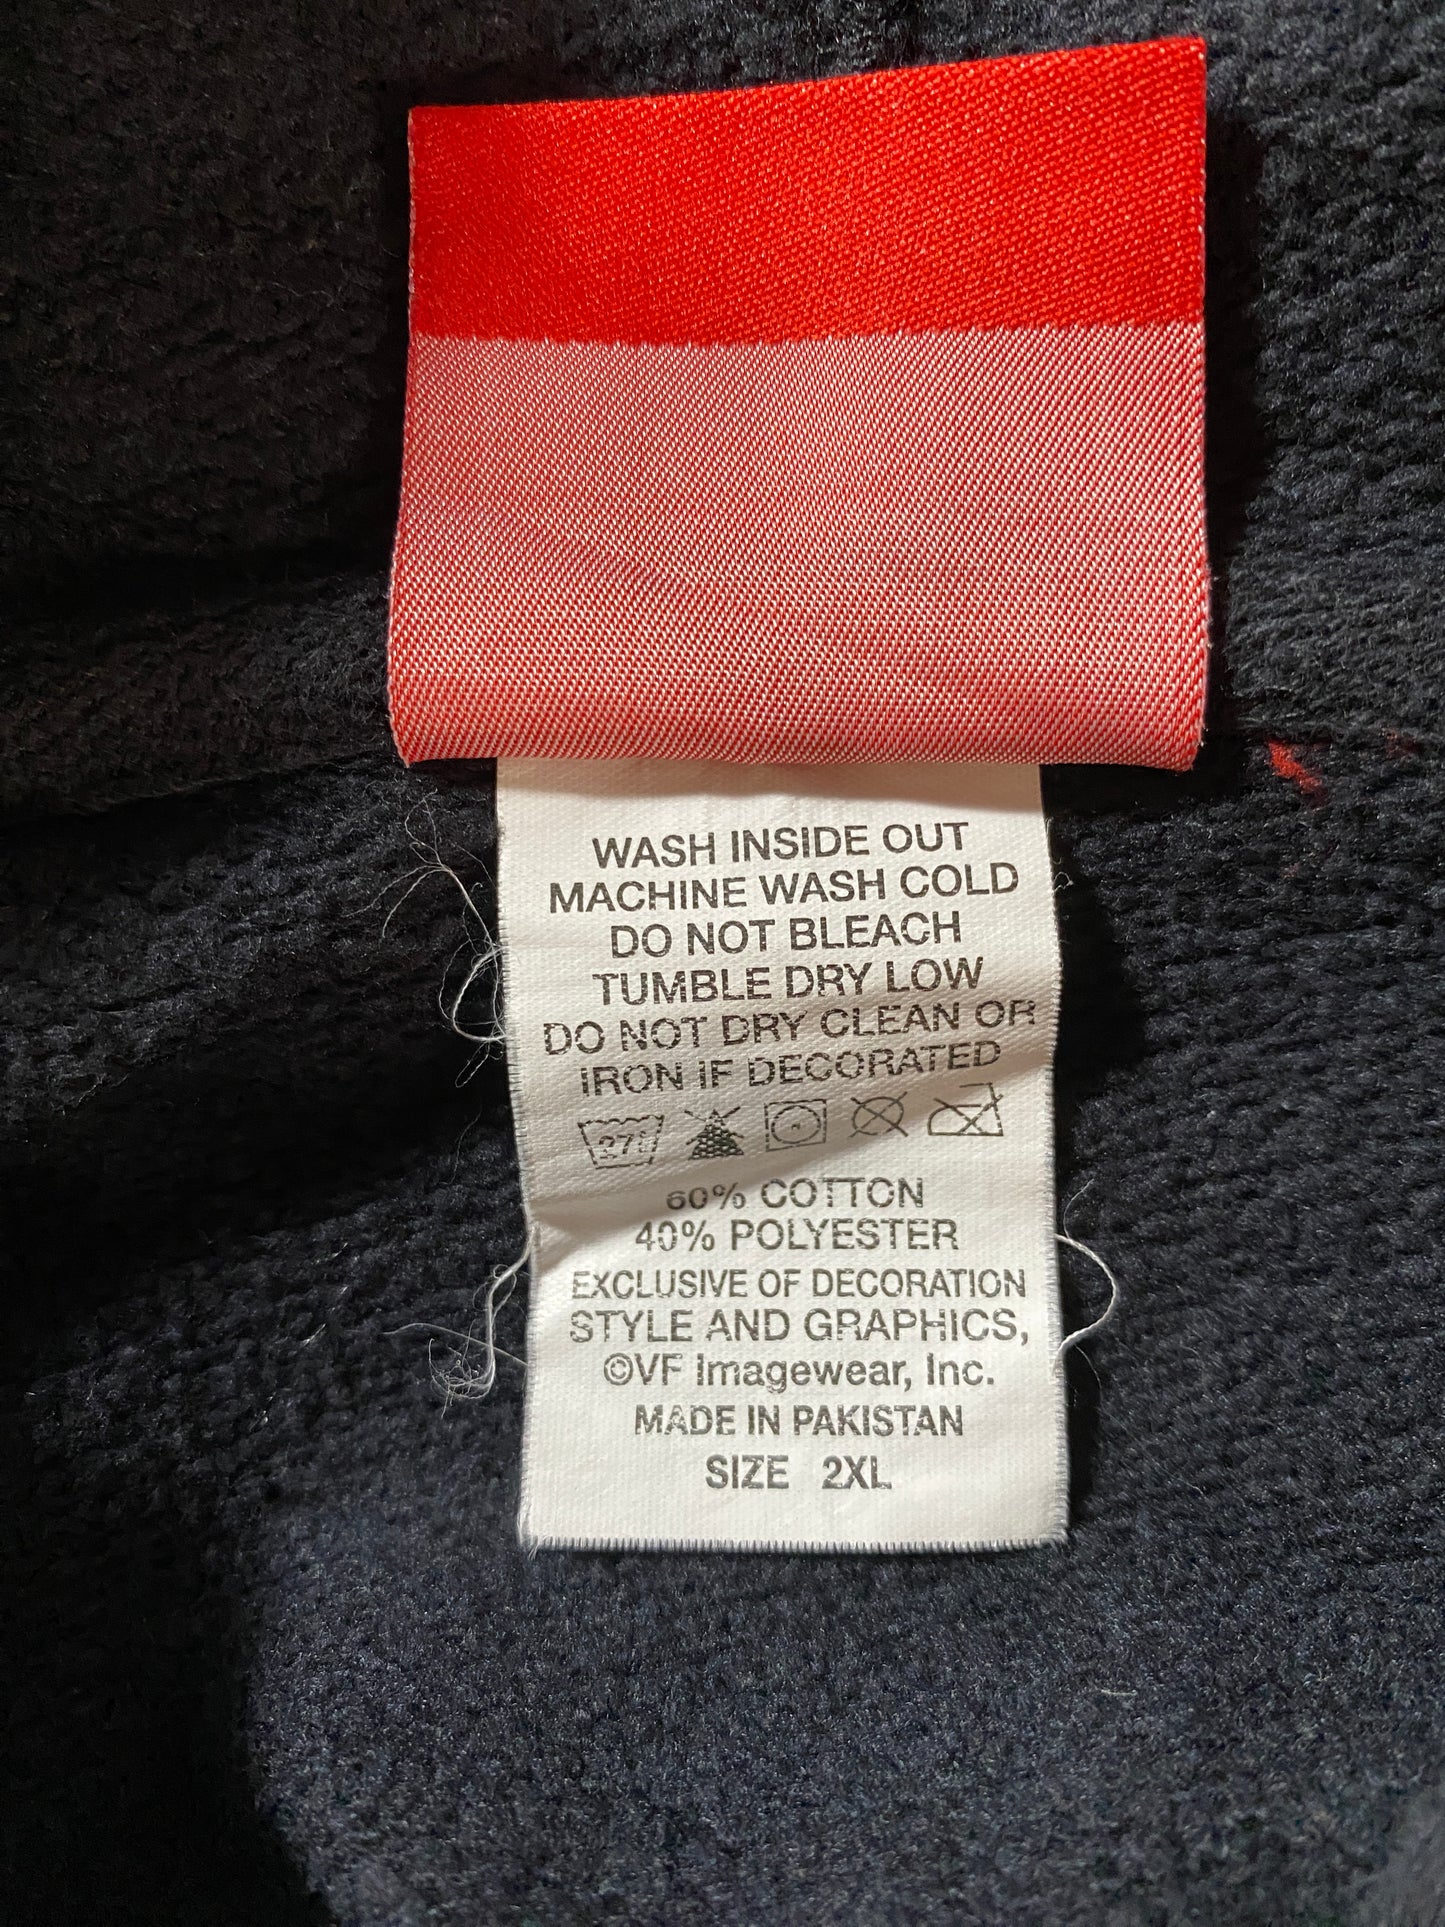 WASH INSIDE OUT
MACHINE WASH COLD
DO NOT BLEACH
TUMBLE DRY LOW
DO NOT DRY CLEAN OR
IRON IF DECORATED
60% COTTON
40% POLYESTER
EXCLUSIVE OF DECORATION
STYLE AND GRAPHICS,
©VF Imagewear, Inc.
MADE IN PAKISTAN
SIZE 2XL